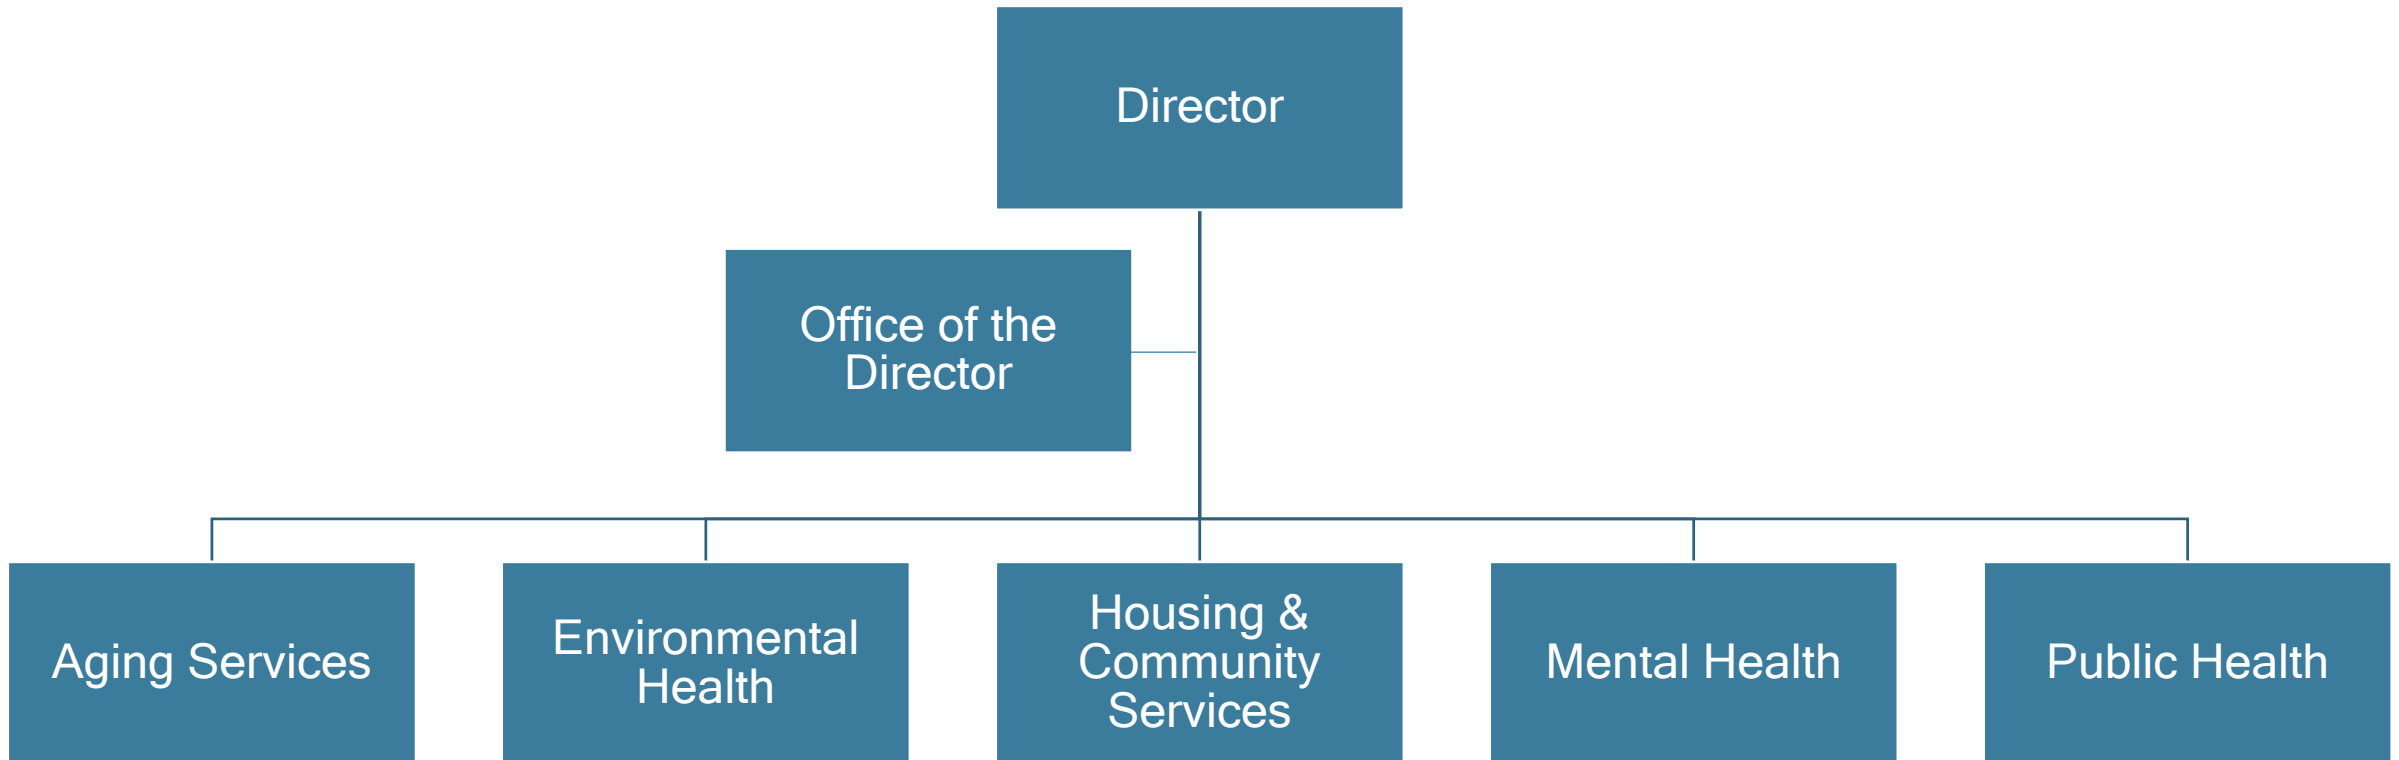 Director
Office of the
Director
Aging Services
Environmental
Health
Housing &
Community
Services
Mental Health
Public Health